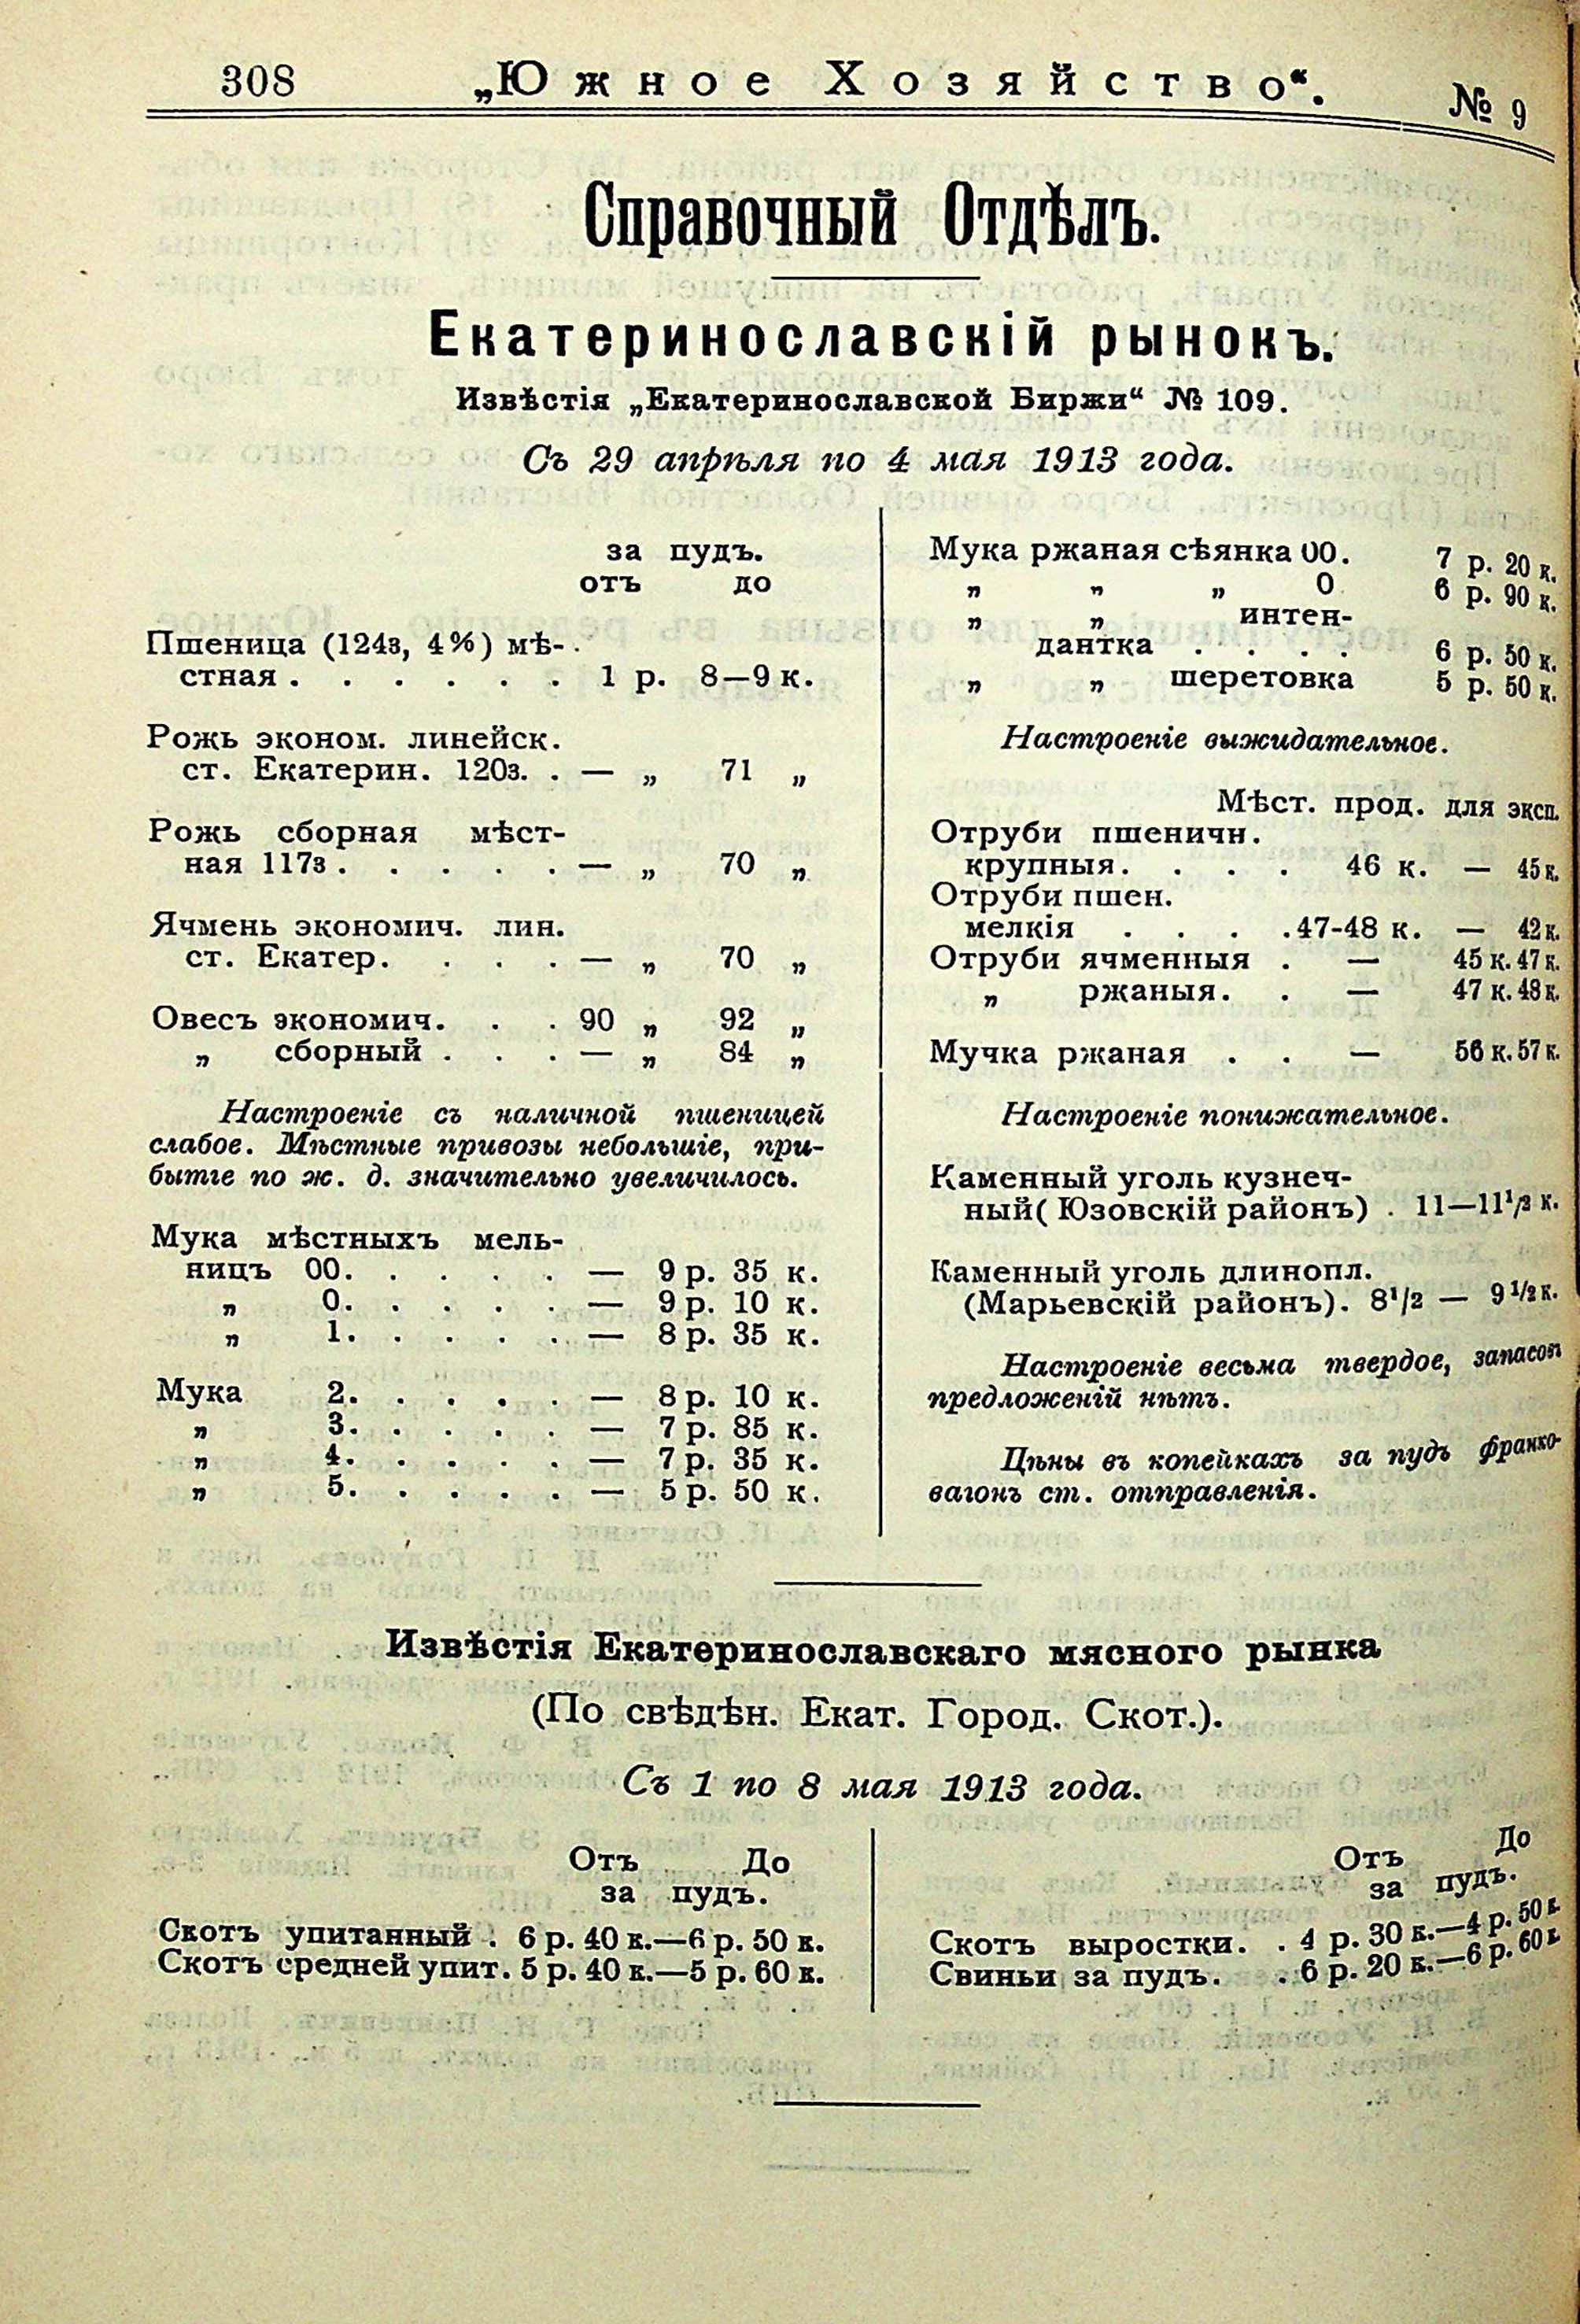 308 „Южное Хозяйство“. № 9
Справочный Отдѣлъ.
Екатеринославскій рынокъ.
Извѣстія „Екатеринославской Биржи“ № 109.
Съ 29 апрѣля по 4 мая 1913 года.
за пудъ.
отъ до
Пшеница (124з, 4%) мѣ-
стная . . . . . . 1 р. 8—9 к.
Рожь эконом. линейск.
ст. Екатерин. 120з. . — „ 71 „
Рожь сборная мѣст-
ная 117з . . . . . — „ 70 „
Ячмень экономич. лин.
ст. Екатер. . . . — „ 70 „
Овесъ экономич. . . 90 „ 92 „
„ сборный . . . — „ 84 „
Настроеніе съ наличной пшеницей
слабое. Мѣстные привозы небольшіе, при-
бытіе по ж. д. значительно увеличилось.
Мука мѣстныхъ мель-
ницъ 00. . . . . — 9 р. 35 к.
„ 0. . . . . — 9 р. 10 к.
„ 1. . . . . — 8 р. 35 к.
Мука 2. . . . . — 8 р. 10 к.
„ 3. . . . . — 7 р. 85 к.
„ 4. . . . . — 7 р. 35 к.
„ 5. . . . . — 5 р. 50 к.
Мука ржаная сѣянка 00. 7 р. 20 к.
„ „ „ 0 6 р. 90 к.
„ „ интен-
дантка . . . . 6 р. 50 к.
„ „ шеретовка 5 р. 50 к.
Настроеніе выжидательное.
Мѣст. прод. для эксп.
Отруби пшеничн.
крупныя. . . . 46 к. — 45 к.
Отруби пшен.
мелкія . . . .47-48 к. — 42 к.
Отруби ячменныя . — 45 к. 47 к.
„ ржаныя. . — 47 к. 48 к.
Мучка ржаная . . — 56 к. 57 к.
Настроеніе понижательное.
Каменный уголь кузнеч-
ный( Юзовскій районъ) . 11—11½ к.
Каменный уголь длинопл.
(Марьевскій районъ). 8½ — 9½ к.
Настроеніе весьма твердое, запасовъ
предложеній нѣтъ.
Цѣны въ копейкахъ за пудъ франко-
вагонъ ст. отправленія.
Извѣстія Екатеринославскаго мясного рынка
(По свѣдѣн. Екат. Город. Скот.).
Съ 1 по 8 мая 1913 года.
Отъ До
за пудъ.
Скотъ упитанный . 6 р. 40 к.—6 р. 50 к.
Скотъ средней упит. 5 р. 40 к.—5 р. 60 к.
Отъ До
за пудъ.
Скотъ выростки. . 4 р. 30 к.—4 р. 50 к.
Свиньи за пудъ. . 6 р. 20 к.—6 р. 60 к.